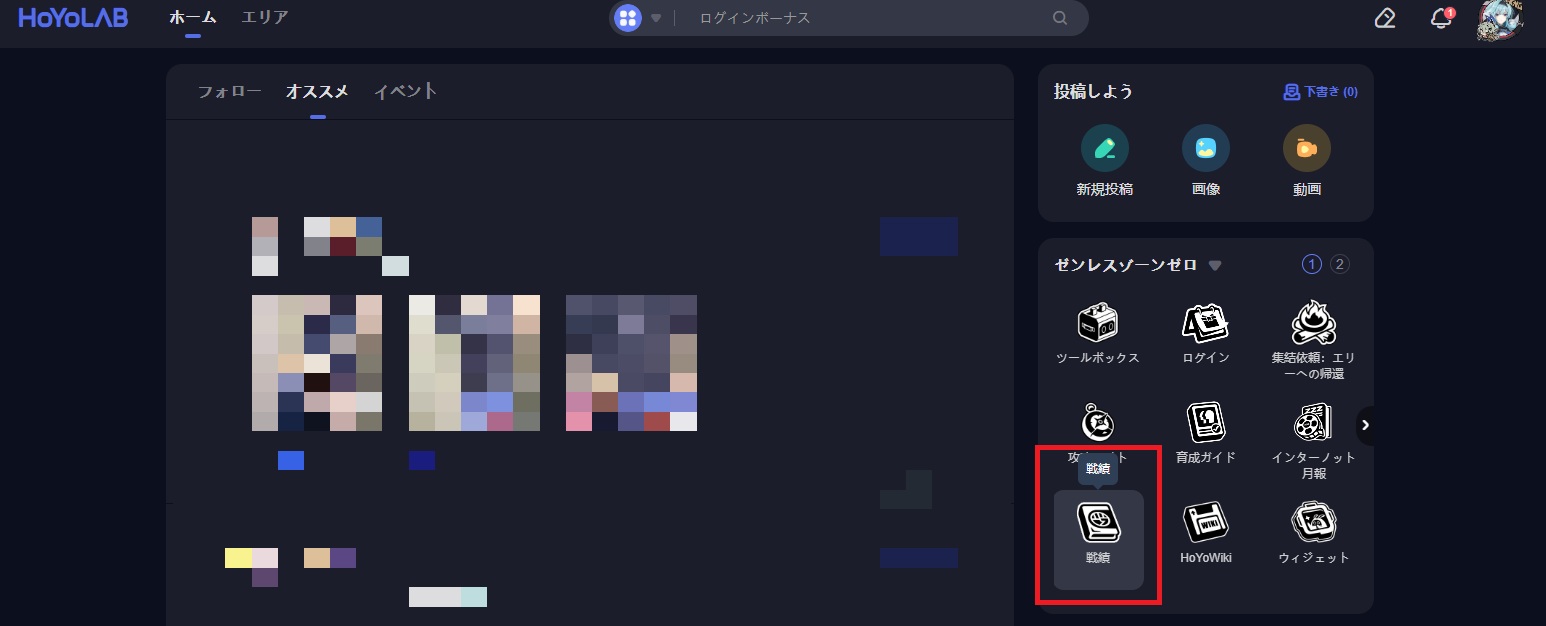 HoYoLAB
ホーム エリア
ログインボーナス
1
フォロー オススメ イベント
投稿しよう
下書き (0)
新規投稿 画像 動画
ゼンレスゾーンゼロ
1 2
ツールボックス ログイン 集結依頼: エリ
ーへの帰還
育成ガイド インターノット
月報
戦績
戦績 HoYoWiki ウィジェット
WIKI